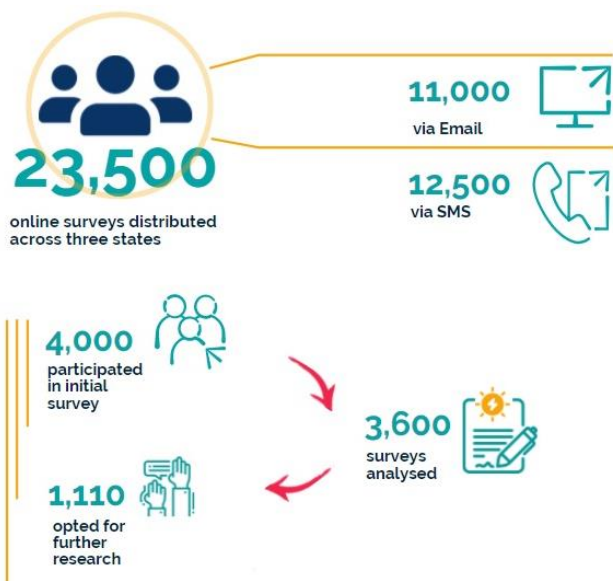 23,500
online surveys distributed
across three states
11,000
via Email
12,500
via SMS
4,000
participated
in initial
survey
3,600
surveys
analysed
1,110
opted for
further
research